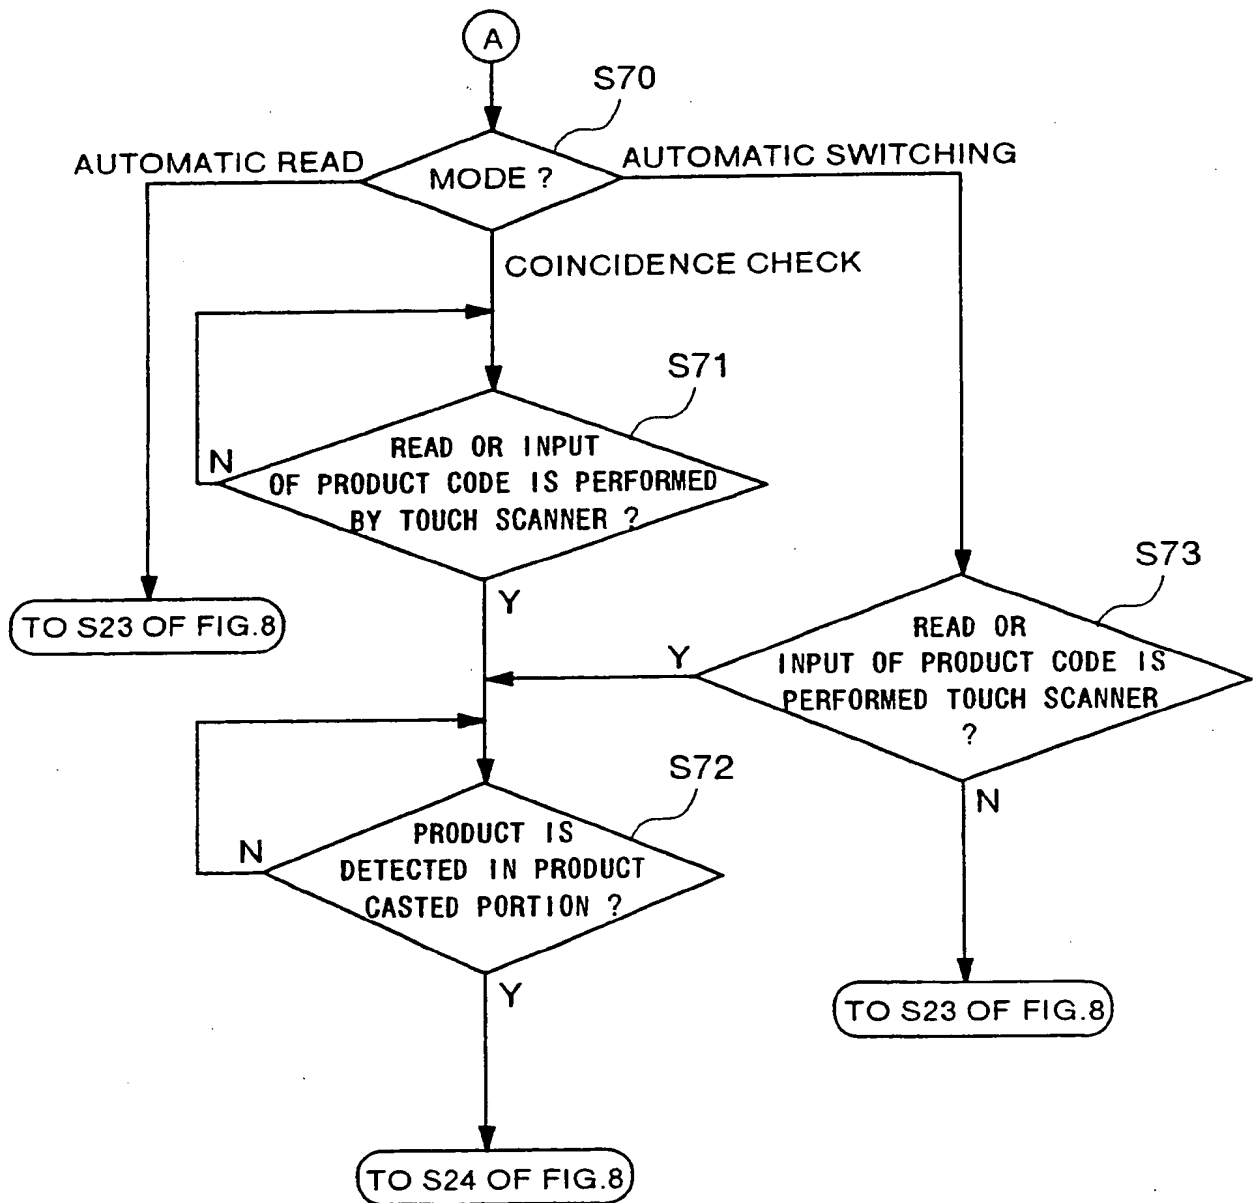 A
S70
AUTOMATIC READ
MODE ?
AUTOMATIC SWITCHING
COINCIDENCE CHECK
S71
READ OR INPUT
OF PRODUCT CODE IS PERFORMED
BY TOUCH SCANNER ?
N
Y
TO S23 OF FIG.8
S73
READ OR
INPUT OF PRODUCT CODE IS
PERFORMED TOUCH SCANNER
?
Y
N
S72
PRODUCT IS
DETECTED IN PRODUCT
CASTED PORTION ?
N
Y
TO S23 OF FIG.8
TO S24 OF FIG.8